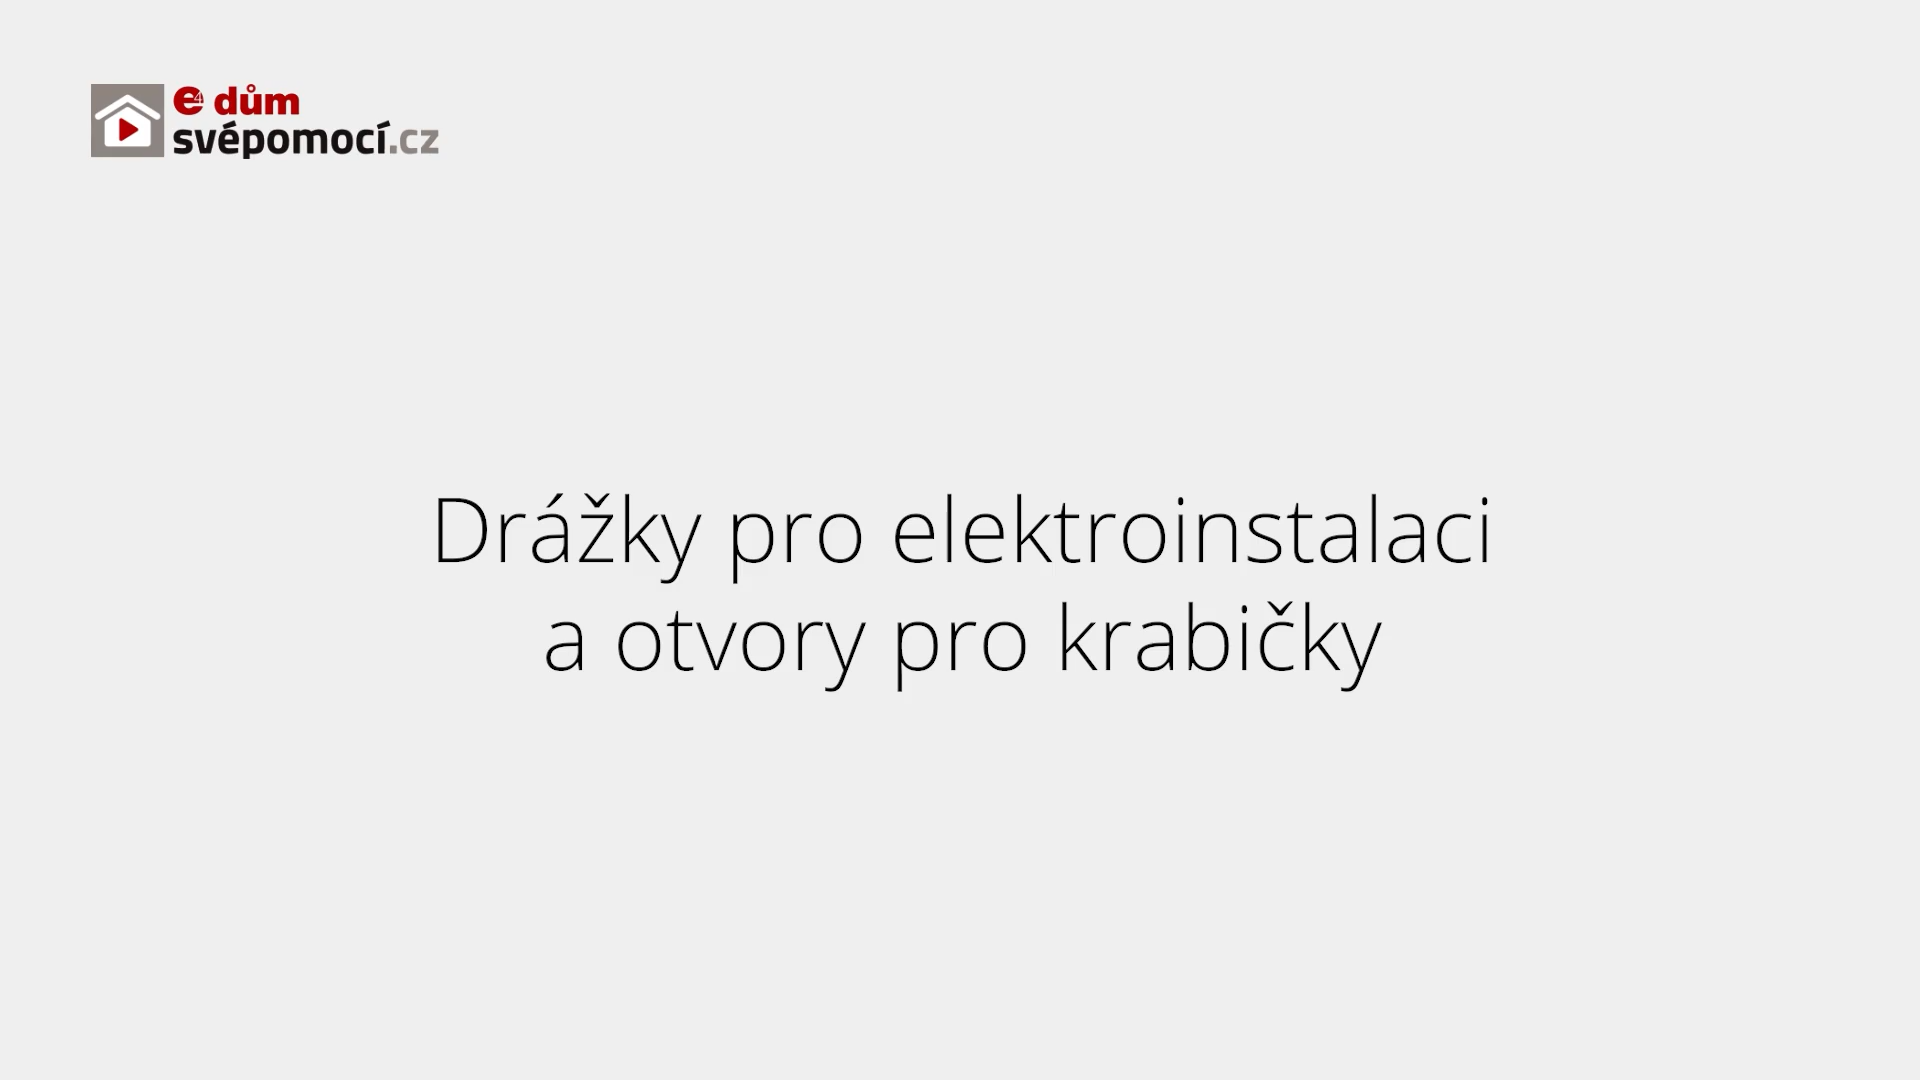 e4 dům
svépomocí.cz
Drážky pro elektroinstalaci
a otvory pro krabičky